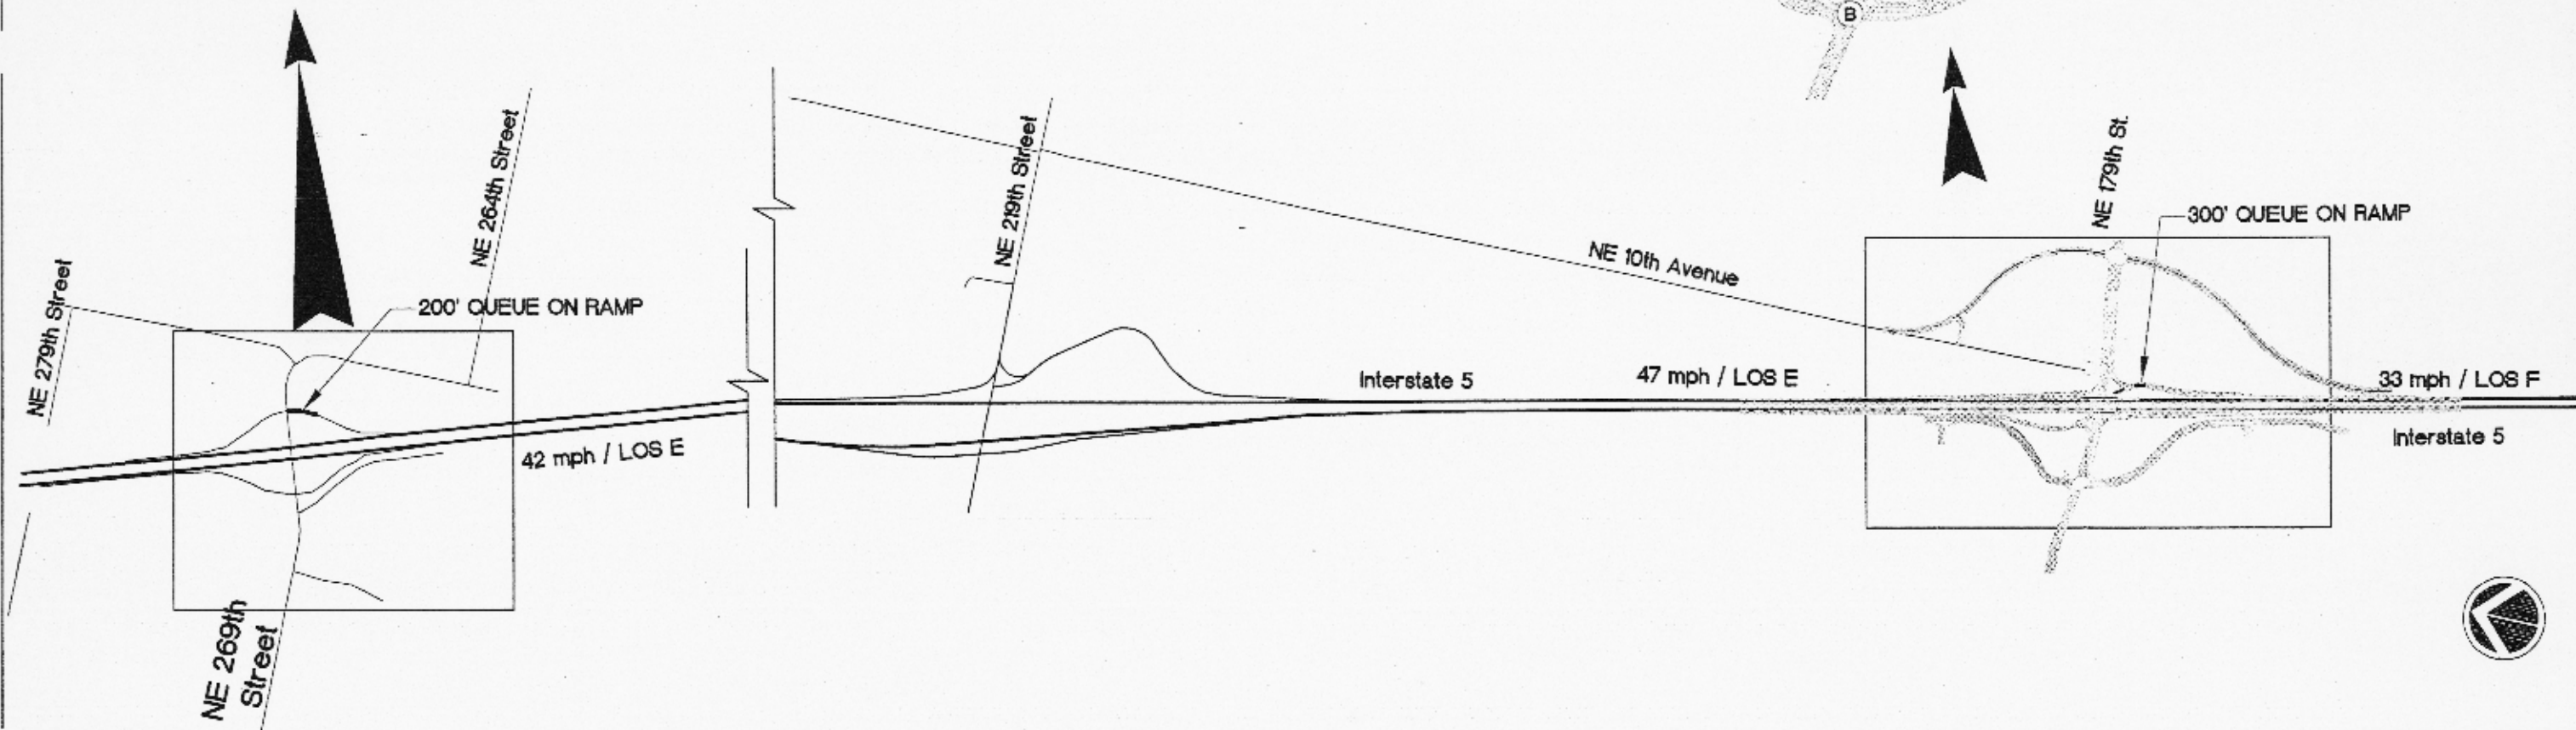 B
NE 279th Street
NE 264th Street
200' QUEUE ON RAMP
NE 269th
Street
42 mph / LOS E
NE 219th Street
NE 10th Avenue
Interstate 5
47 mph / LOS E
NE 179th St.
300' QUEUE ON RAMP
33 mph / LOS F
Interstate 5